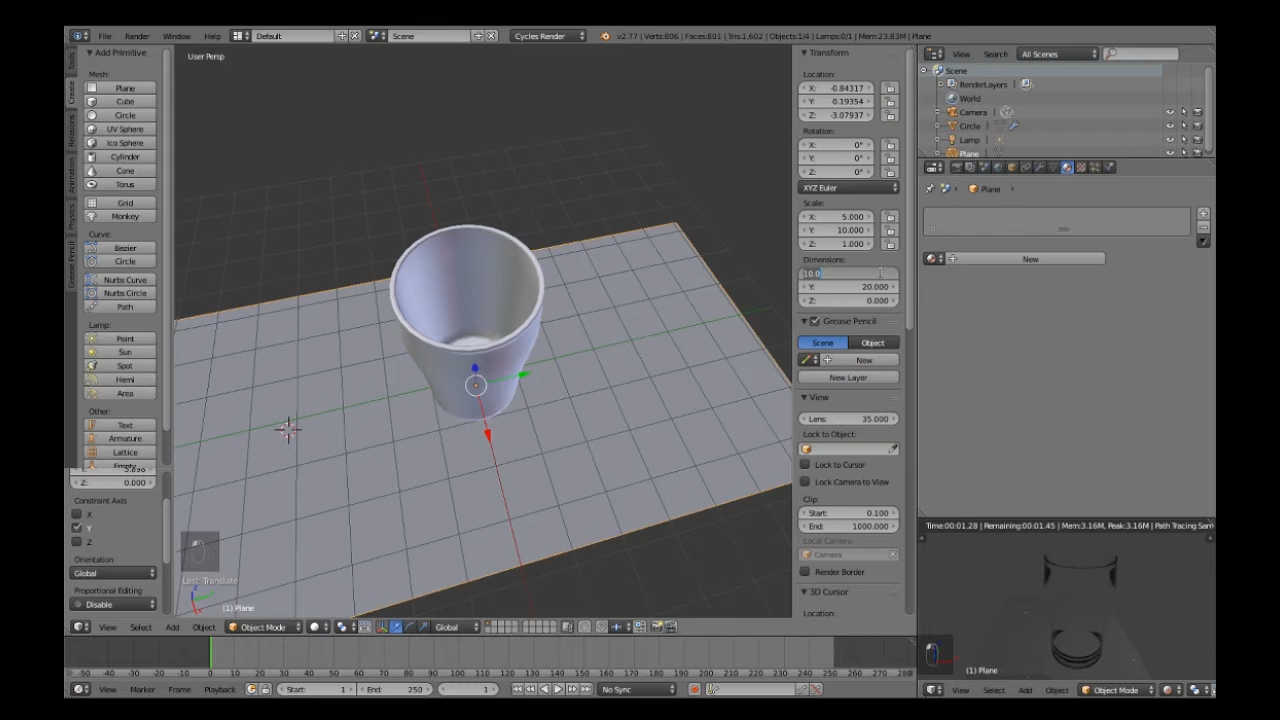 File Render Window Help Default Scene Cycles Render v2.77 | Verts:806 | Faces:801 | Tris:1,602 | Objects:1/4 | Lamps:0/1 | Mem:23.83M | Plane
Add Primitive
Mesh:
Plane
Cube
Circle
UV Sphere
Ico Sphere
Cylinder
Cone
Torus
Grid
Monkey
Curve:
Bezier
Circle
Nurbs Curve
Nurbs Circle
Path
Lamp:
Point
Sun
Spot
Hemi
Area
Other:
Text
Armature
Lattice
Empty
Z: 0.000
Constraint Axis
X
Y
Z
Orientation
Global
Proportional Editing
Disable
Tools
Create
Relations
Animation
Physics
Grease Pencil
User Persp
Last: Translate
(1) Plane
Transform
Location:
X: -0.84317
Y: 0.19354
Z: -3.07937
Rotation:
X: 0°
Y: 0°
Z: 0°
XYZ Euler
Scale:
X: 5.000
Y: 10.000
Z: 1.000
Dimensions:
10.0
Y: 20.000
Z: 0.000
Grease Pencil
Scene Object
New
New Layer
View
Lens: 35.000
Lock to Object:
Lock to Cursor
Lock Camera to View
Clip:
Start: 0.100
End: 1000.000
Local Camera:
Camera
Render Border
3D Cursor
Location:
View Search All Scenes
Scene
RenderLayers
World
Camera
Circle
Lamp
Plane
Plane
New
Time:00:01.28 | Remaining:00:01.45 | Mem:3.16M, Peak:3.16M | Path Tracing Sam
(1) Plane
View Select Add Object Object Mode
View Select Add Object Object Mode Global
-50 -40 -30 -20 -10 0 10 20 30 40 50 60 70 80 90 100 110 120 130 140 150 160 170 180 190 200 210 220 230 240 250 260 270 280
View Marker Frame Playback Start: 1 End: 250 1 No Sync